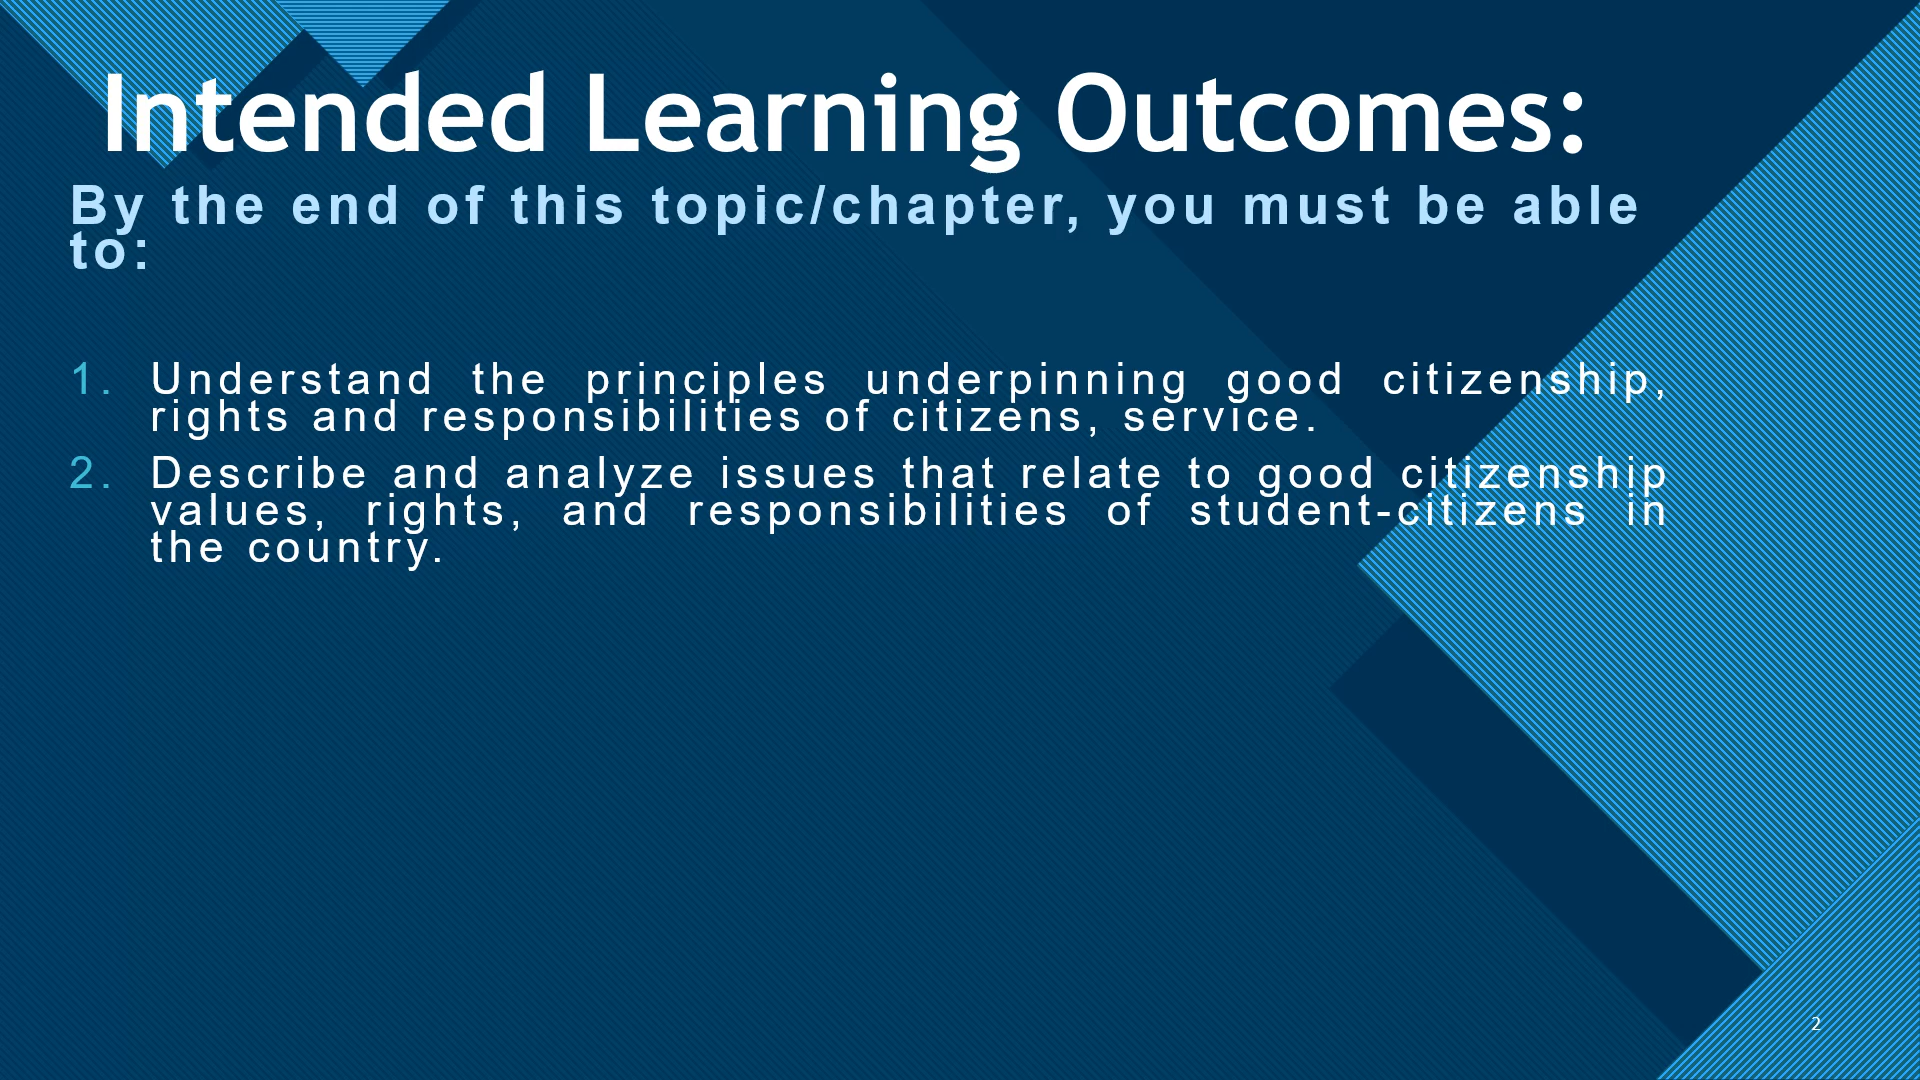 Intended Learning Outcomes:
By the end of this topic/chapter, you must be able
to:
1. Understand the principles underpinning good citizenship,
rights and responsibilities of citizens, service.
2. Describe and analyze issues that relate to good citizenship
values, rights, and responsibilities of student-citizens in
the country.
2